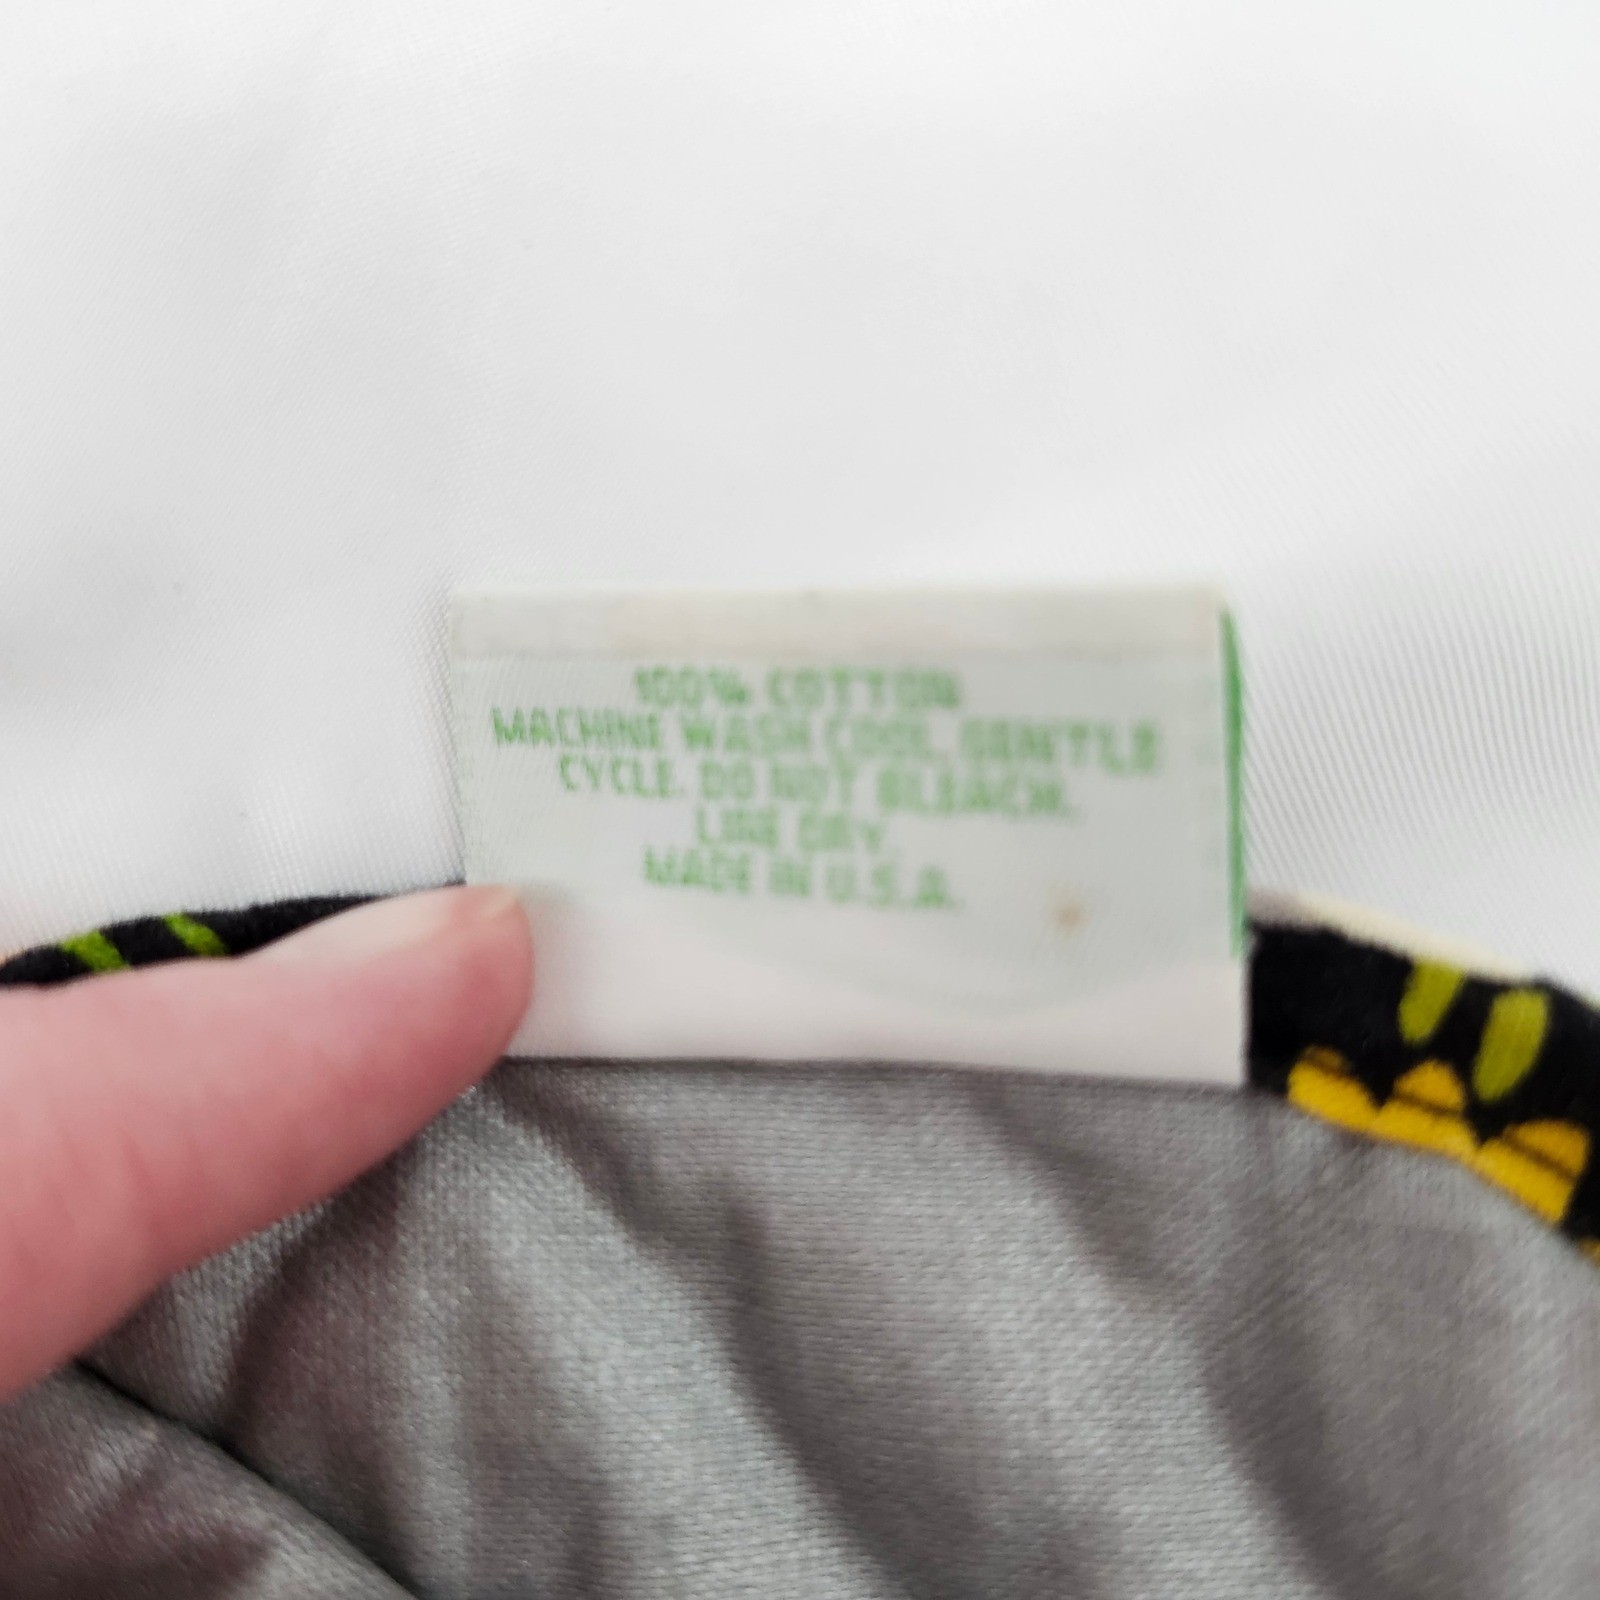 100% COTTON
MACHINE WASH COOL, GENTLE
CYCLE. DO NOT BLEACH.
LINE DRY.
MADE IN U.S.A.